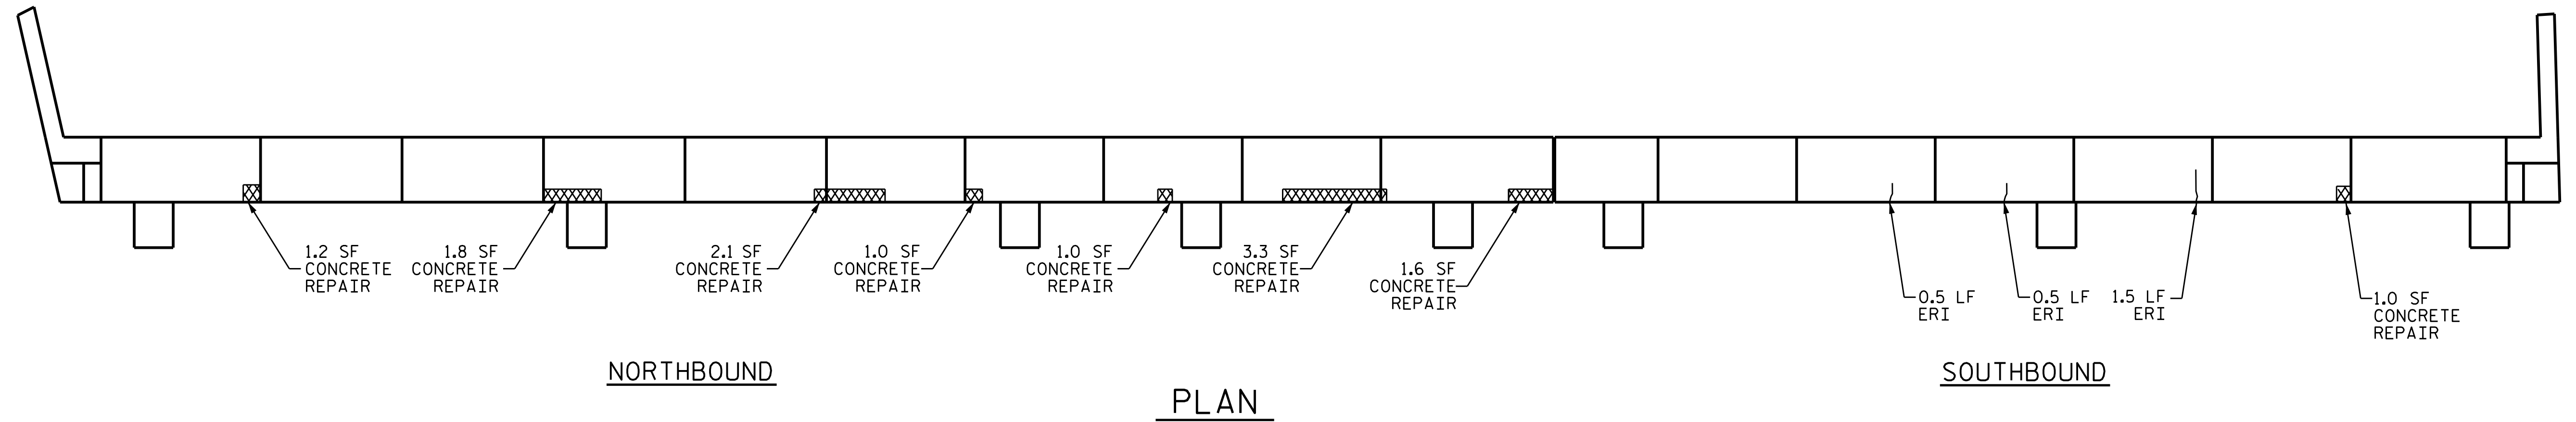 1.2 SF
CONCRETE
REPAIR
1.8 SF
CONCRETE
REPAIR
2.1 SF
CONCRETE
REPAIR
1.0 SF
CONCRETE
REPAIR
1.0 SF
CONCRETE
REPAIR
3.3 SF
CONCRETE
REPAIR
1.6 SF
CONCRETE
REPAIR
0.5 LF
ERI
0.5 LF
ERI
1.5 LF
ERI
1.0 SF
CONCRETE
REPAIR
NORTHBOUND
SOUTHBOUND
PLAN